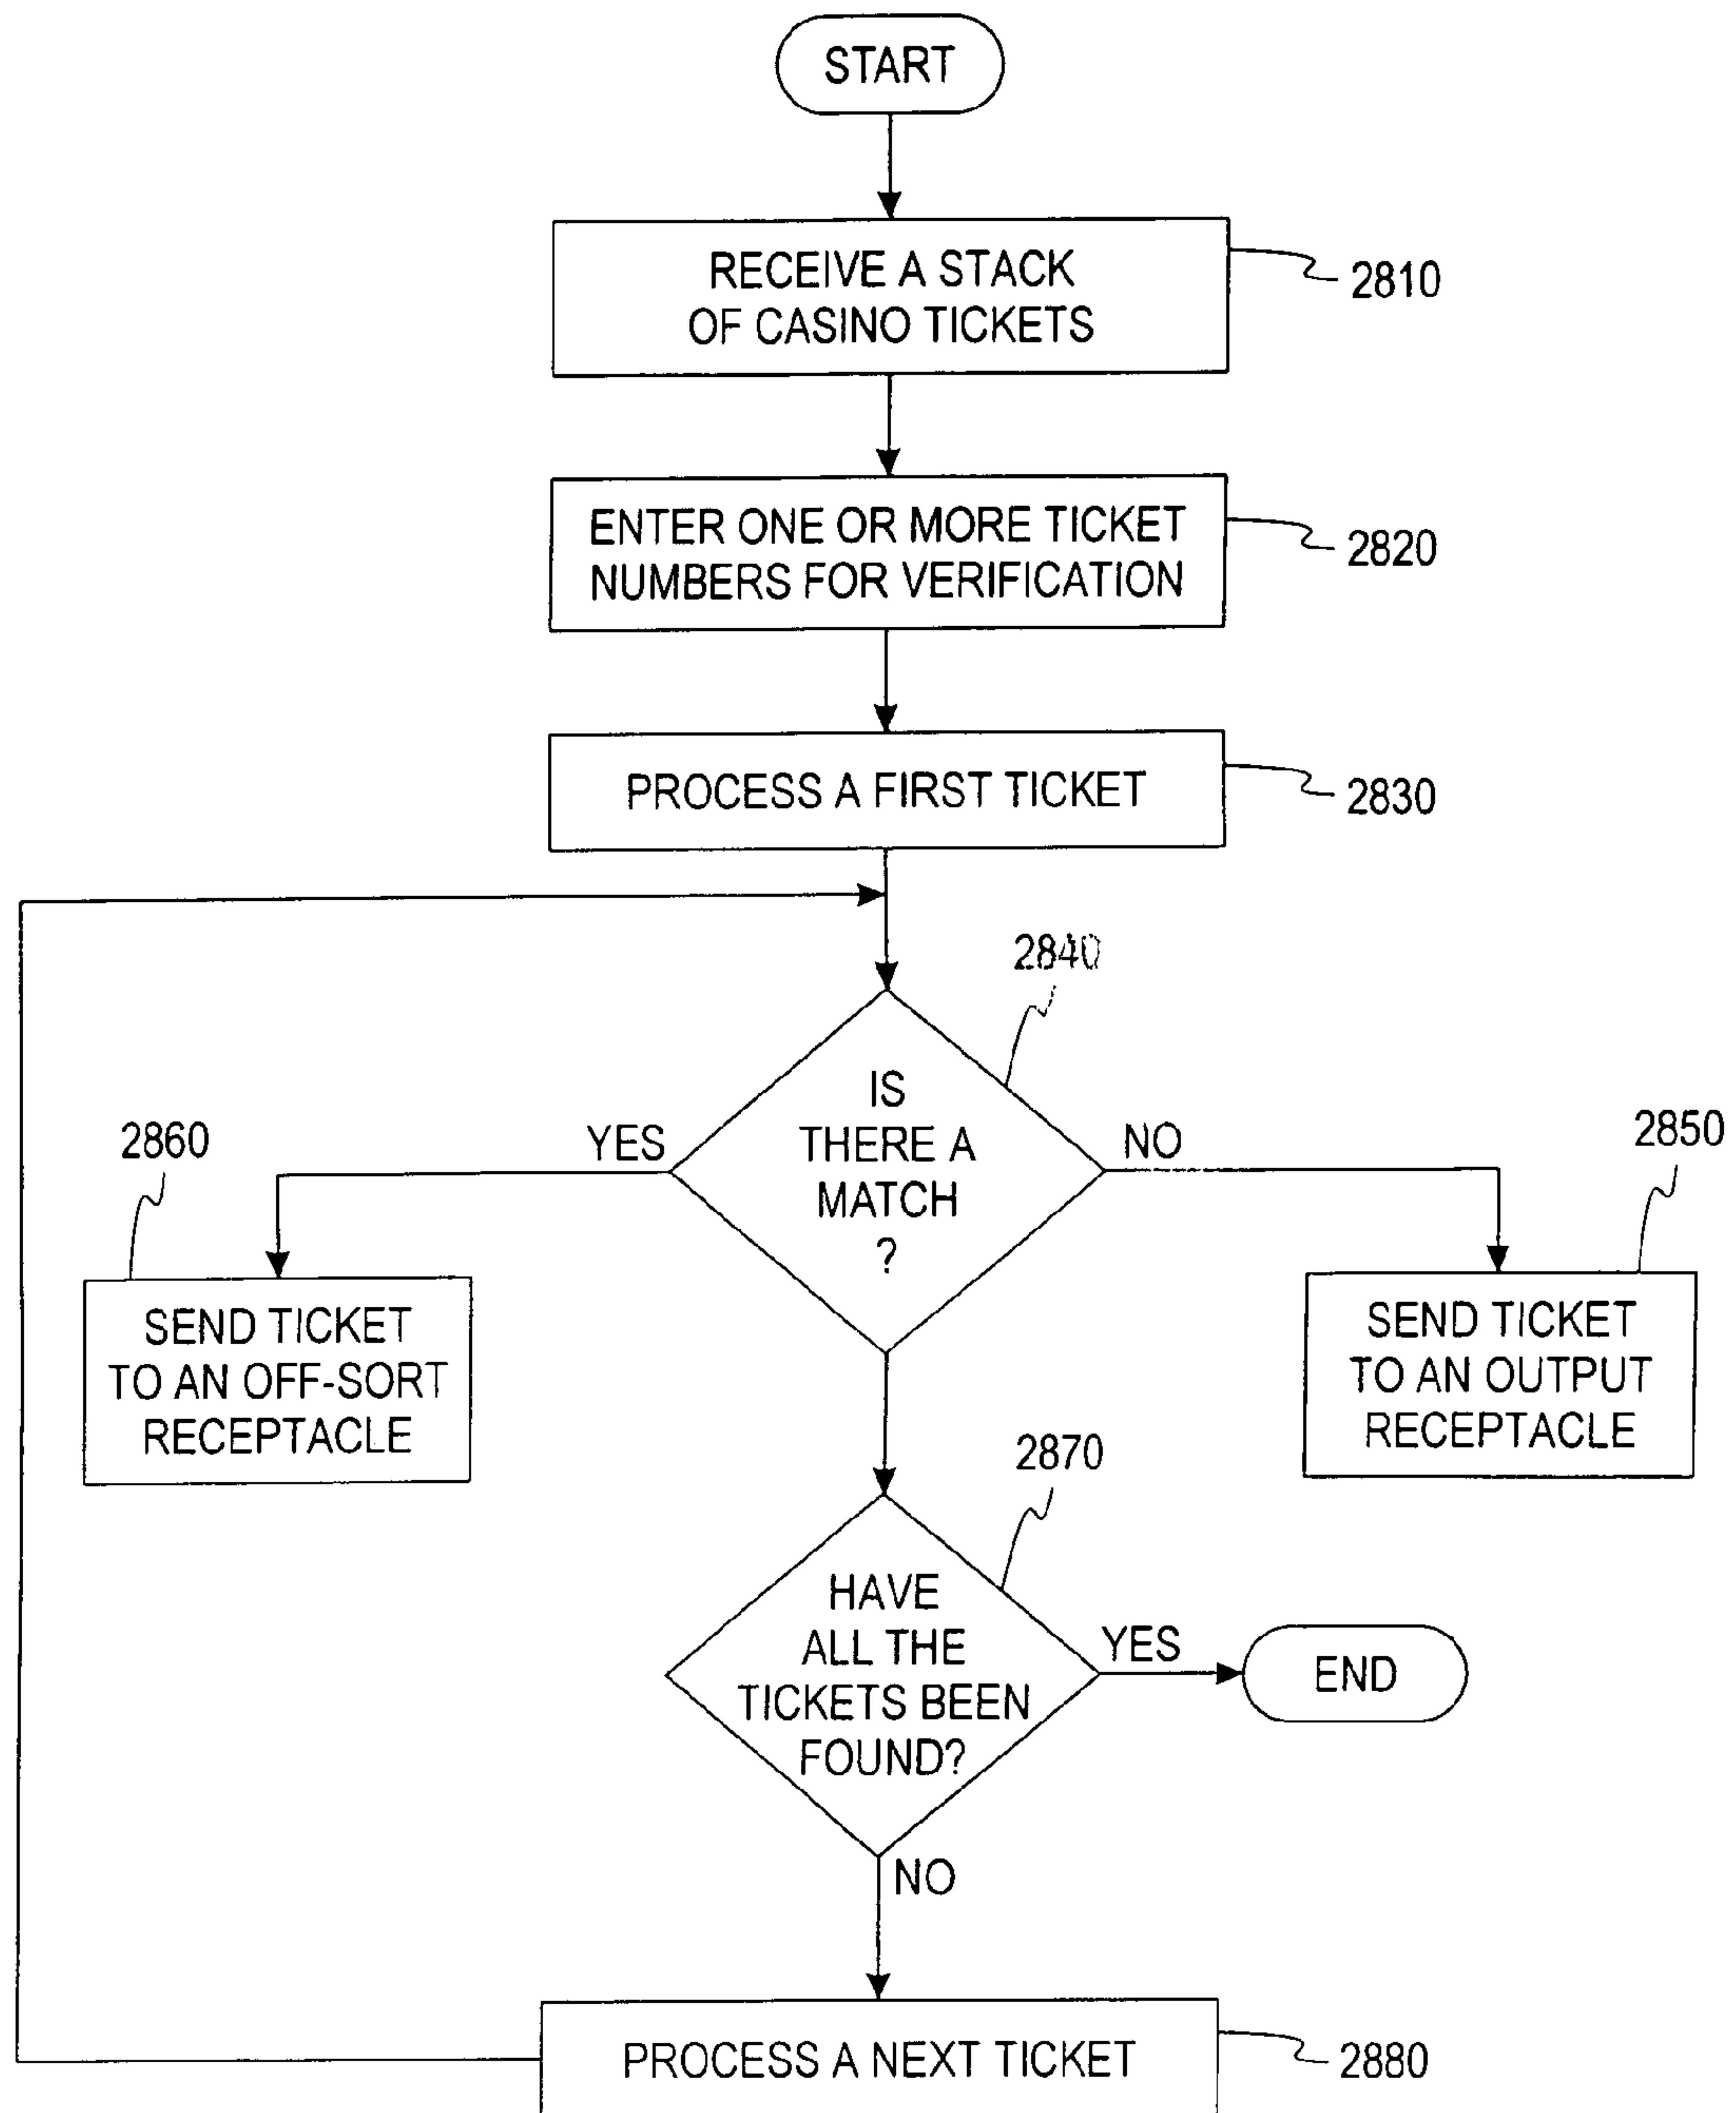 START
RECEIVE A STACK
OF CASINO TICKETS
2810
ENTER ONE OR MORE TICKET
NUMBERS FOR VERIFICATION
2820
PROCESS A FIRST TICKET
2830
2840
IS
THERE A
MATCH
?
YES
NO
2860
2850
SEND TICKET
TO AN OFF-SORT
RECEPTACLE
SEND TICKET
TO AN OUTPUT
RECEPTACLE
2870
HAVE
ALL THE
TICKETS BEEN
FOUND?
YES
END
NO
PROCESS A NEXT TICKET
2880